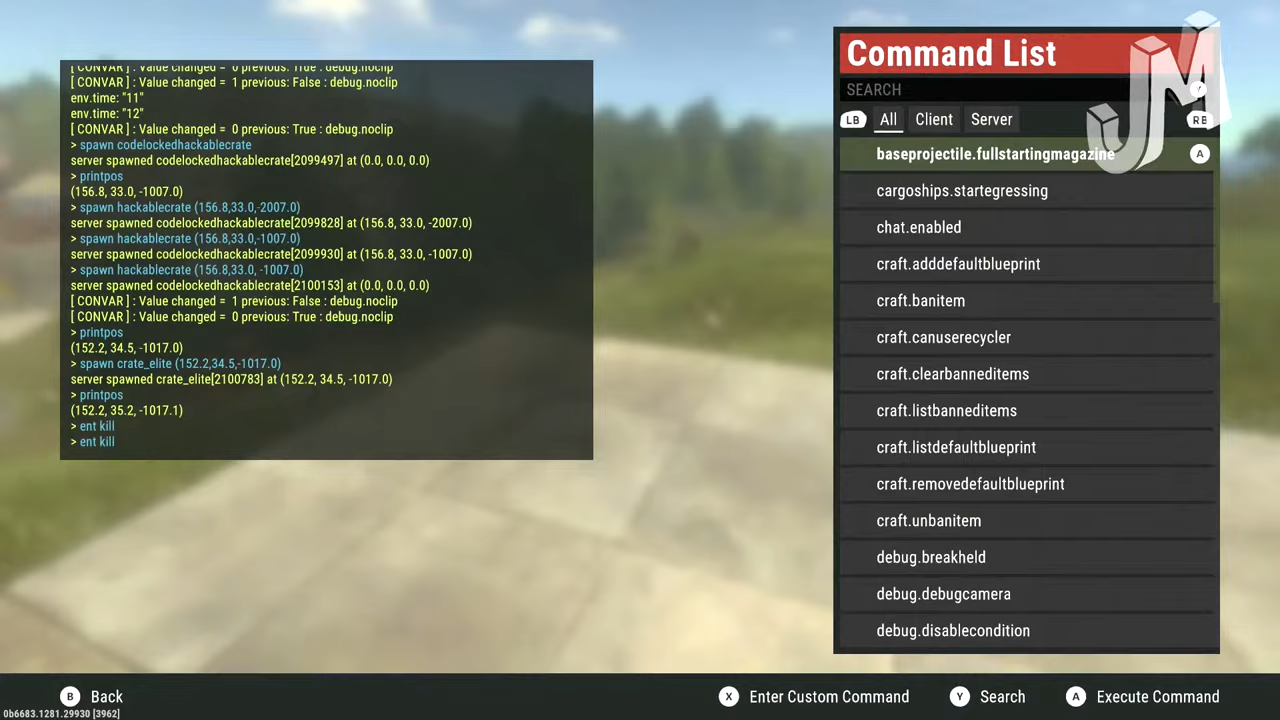 [ CONVAR ] : Value changed = 0 previous: True : debug.noclip
[ CONVAR ] : Value changed = 1 previous: False : debug.noclip
env.time: "11"
env.time: "12"
[ CONVAR ] : Value changed = 0 previous: True : debug.noclip
> spawn codelockedhackablecrate
server spawned codelockedhackablecrate[2099497] at (0.0, 0.0, 0.0)
> printpos
(156.8, 33.0, -1007.0)
> spawn hackablecrate (156.8,33.0,-2007.0)
server spawned codelockedhackablecrate[2099828] at (156.8, 33.0, -2007.0)
> spawn hackablecrate (156.8,33.0,-1007.0)
server spawned codelockedhackablecrate[2099930] at (156.8, 33.0, -1007.0)
> spawn hackablecrate (156.8,33.0, -1007.0)
server spawned codelockedhackablecrate[2100153] at (0.0, 0.0, 0.0)
[ CONVAR ] : Value changed = 1 previous: False : debug.noclip
[ CONVAR ] : Value changed = 0 previous: True : debug.noclip
> printpos
(152.2, 34.5, -1017.0)
> spawn crate_elite (152.2,34.5,-1017.0)
server spawned crate_elite[2100783] at (152.2, 34.5, -1017.0)
> printpos
(152.2, 35.2, -1017.1)
> ent kill
> ent kill
Command List
JM
SEARCH
Y
LB All Client Server RB
baseprojectile.fullstartingmagazine A
cargoships.startegressing
chat.enabled
craft.adddefaultblueprint
craft.banitem
craft.canuserecycler
craft.clearbanneditems
craft.listbanneditems
craft.listdefaultblueprint
craft.removedefaultblueprint
craft.unbanitem
debug.breakheld
debug.debugcamera
debug.disablecondition
B Back X Enter Custom Command Y Search A Execute Command
0b6683.1281.29930 [3962]